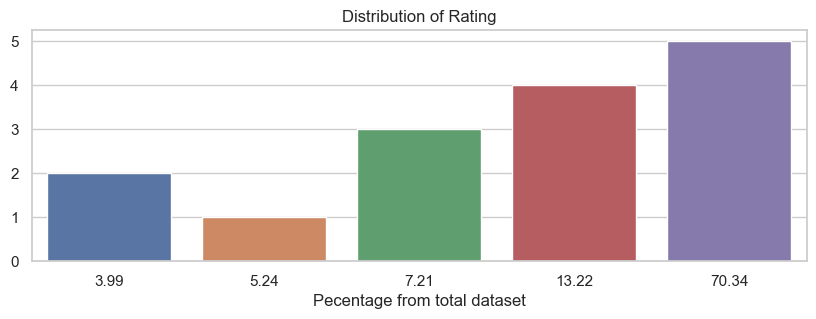 Distribution of Rating
5
4
3
2
1
0
3.99 5.24 7.21 13.22 70.34
Pecentage from total dataset